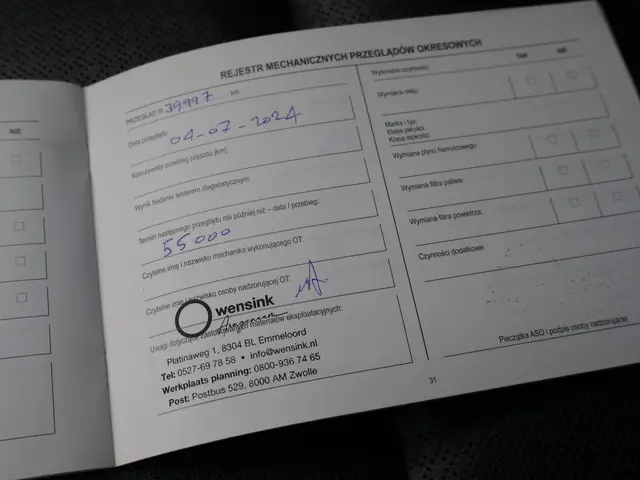 NIE
REJESTR MECHANICZNYCH PRZEGLĄDÓW OKRESOWYCH
PRZEGLĄD @ 39997 km
Data przeglądu: 04-07-2024
Rzeczywisty przebieg pojazdu [km]:
Wynik badania testerem diagnostycznym:
Termin następnego przeglądu nie później niż – data / przebieg:
55000
Czytelne imię i nazwisko mechanika wykonującego OT:
Czytelne imię i nazwisko osoby nadzorującej OT:
wensink
Uwagi dotyczące zastosowanych materiałów eksploatacyjnych:
Platinaweg 1, 8304 BL Emmeloord
Tel: 0527-69 78 58 • info@wensink.nl
Werkplaats planning: 0800-936 74 65
Post: Postbus 529, 8000 AM Zwolle
TAK NIE
Wykonane czynności:
Wymiana oleju:
Marka / typ:
Klasa jakości:
Klasa lepkości:
Wymiana płynu hamulcowego:
Wymiana filtra paliwa:
Wymiana filtra powietrza:
Czynności dodatkowe:
Pieczątka ASO i podpis osoby nadzorującej
31